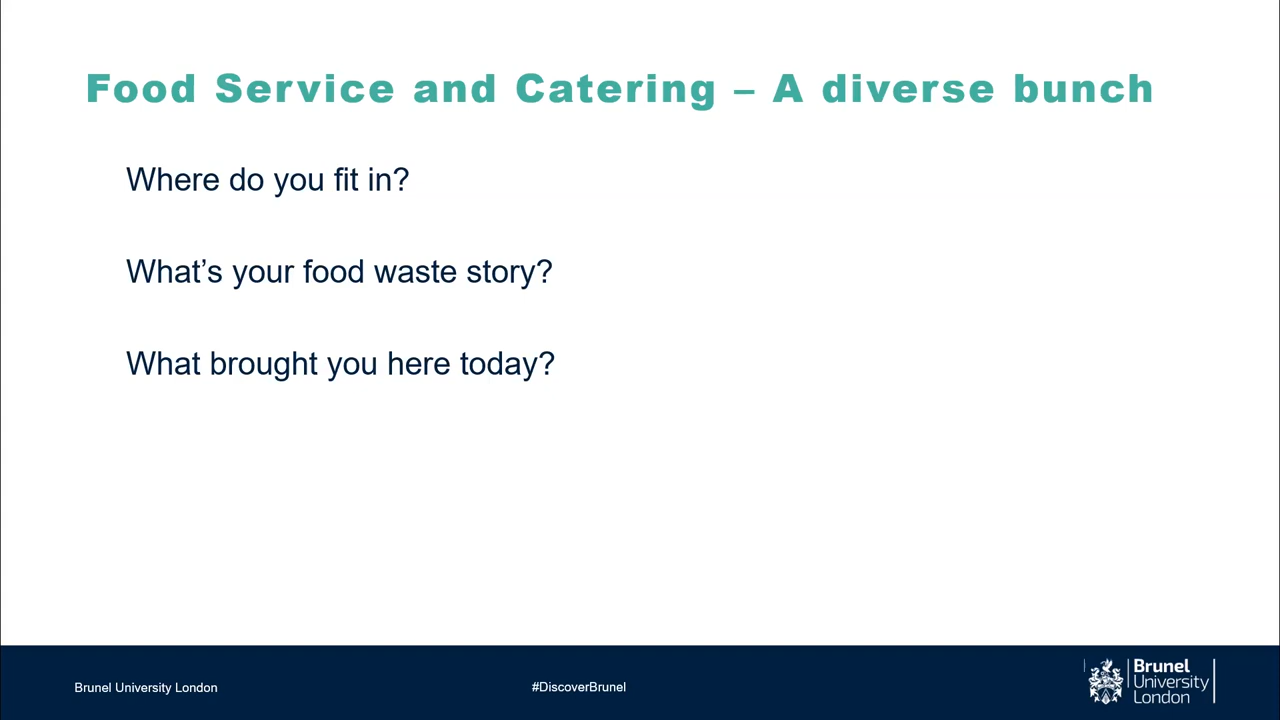 Food Service and Catering – A diverse bunch
Where do you fit in?
What’s your food waste story?
What brought you here today?
Brunel University London
#DiscoverBrunel
Brunel
University
London